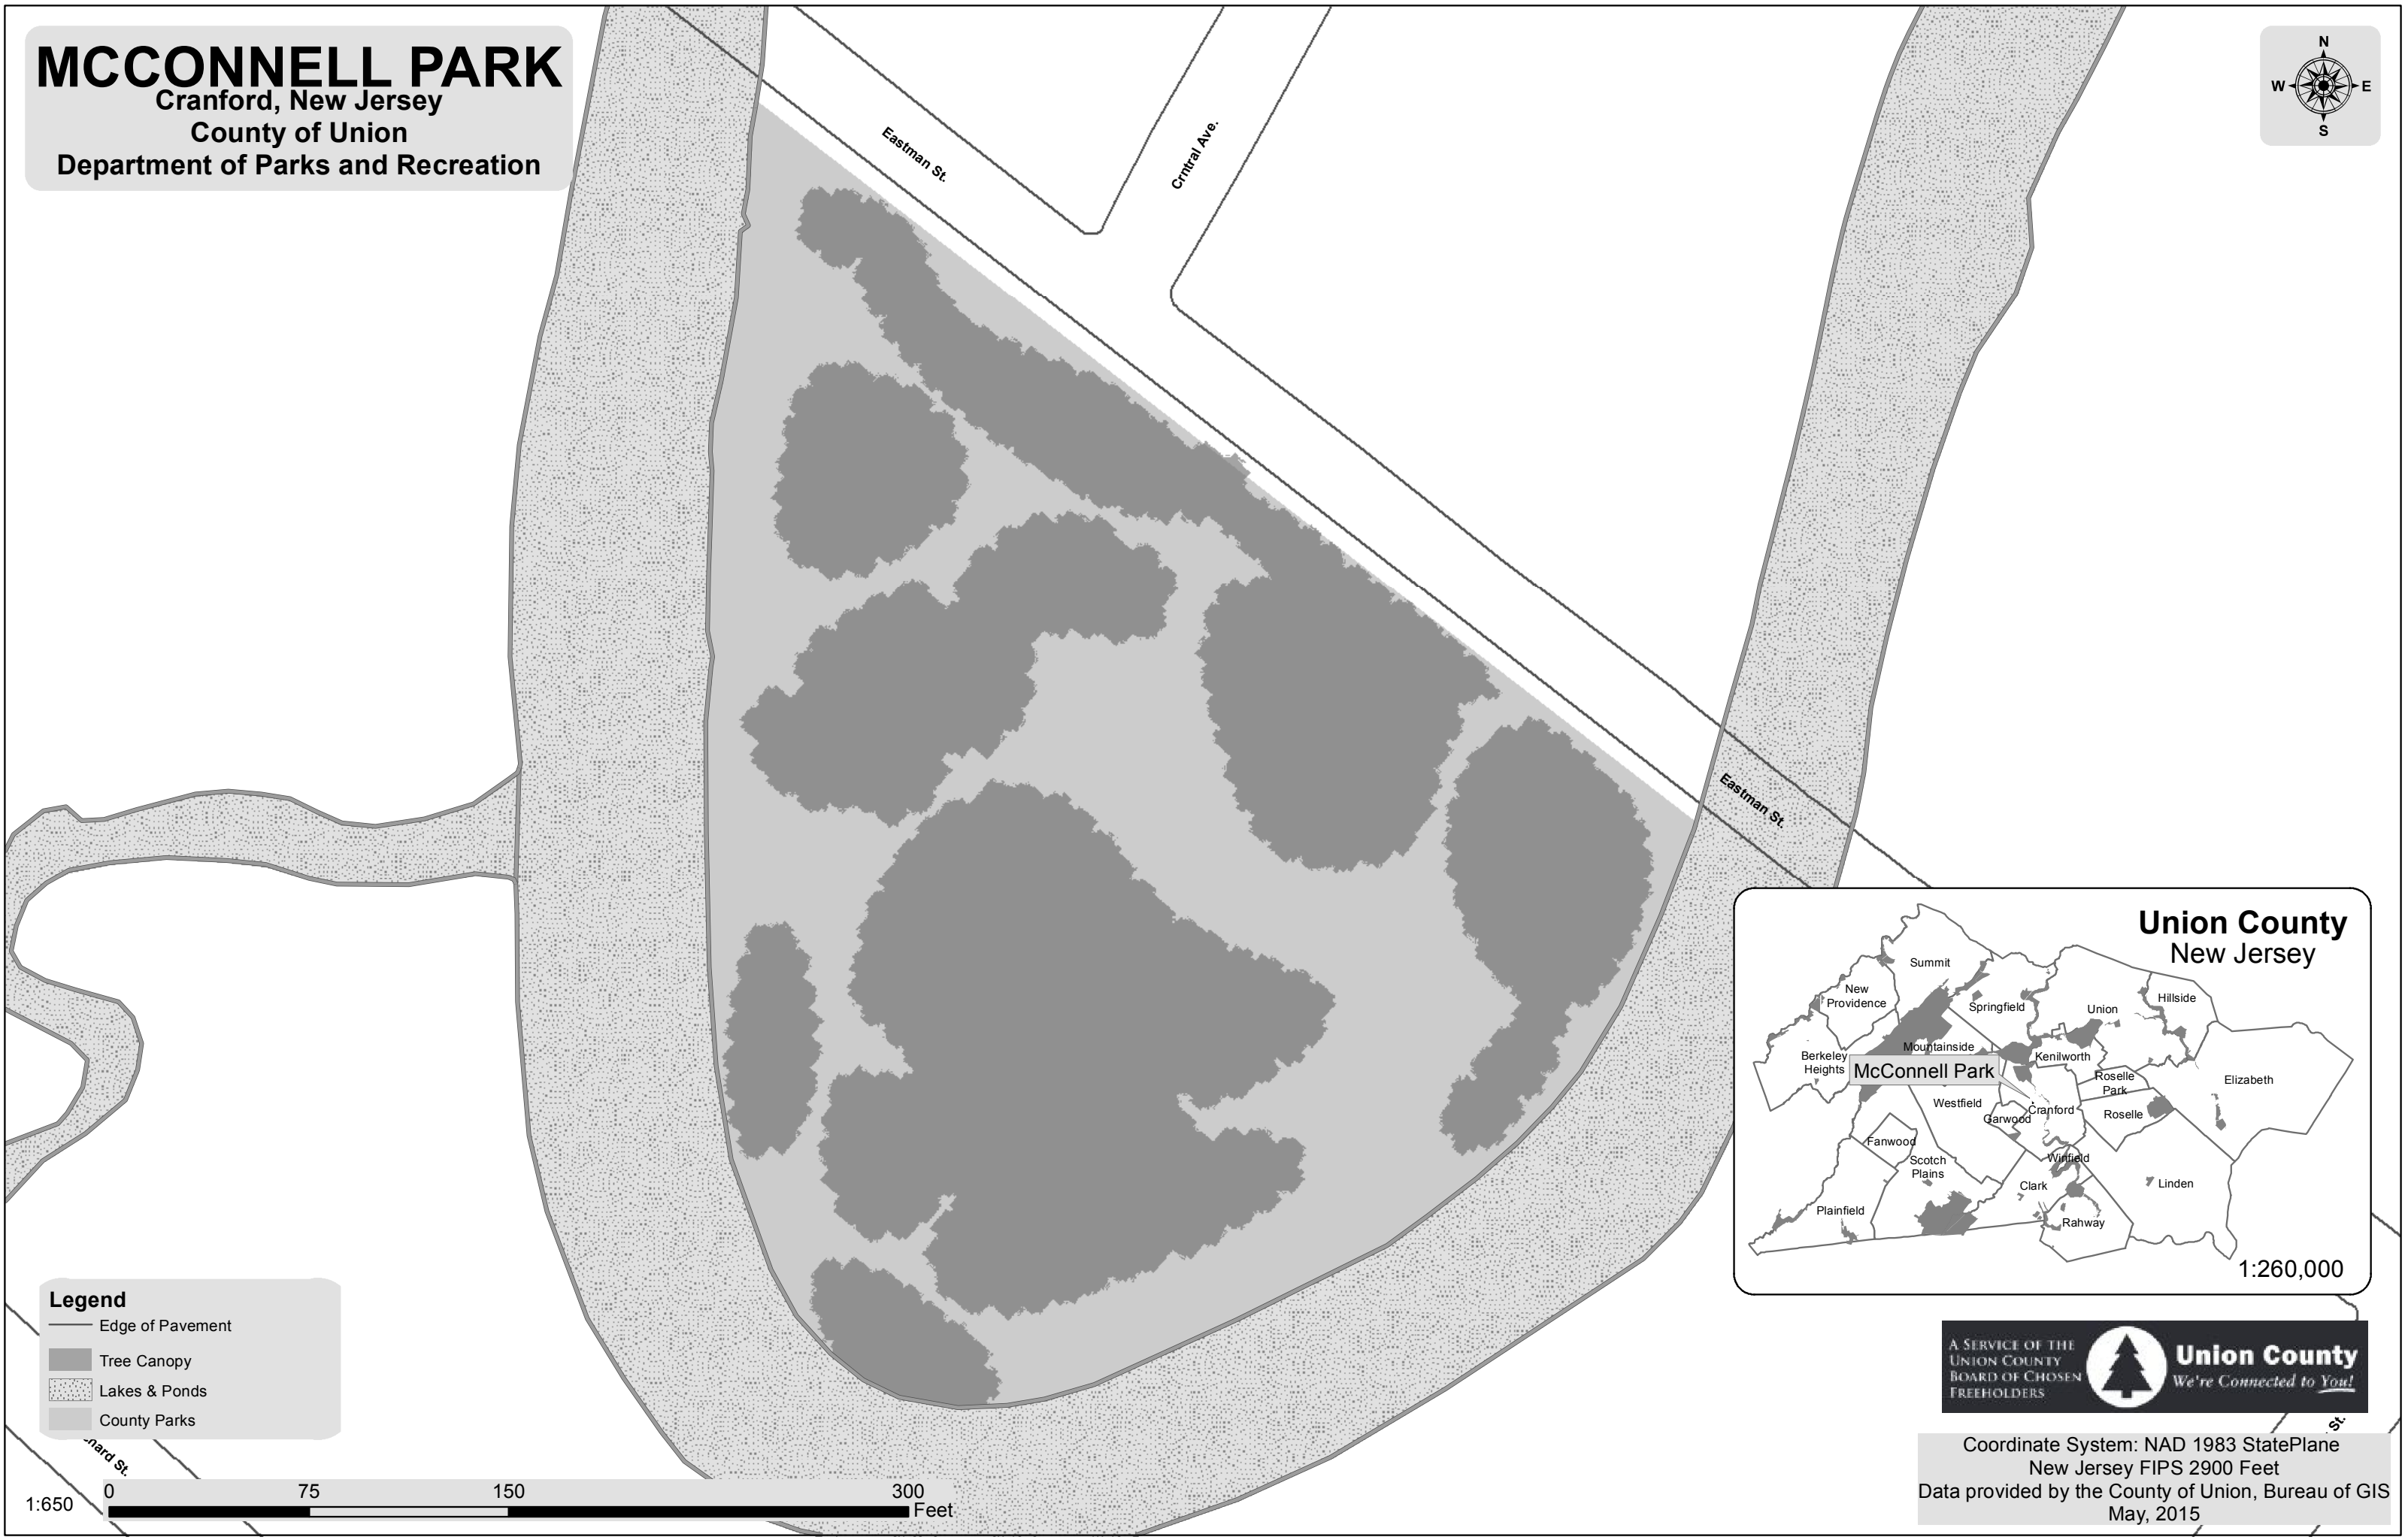 MCCONNELL PARK
Cranford, New Jersey
County of Union
Department of Parks and Recreation
N
W
E
S
Eastman St.
Crntral Ave.
Eastman St.
Union County
New Jersey
Summit
New
Providence
Springfield
Union
Hillside
Berkeley
Heights
Mountainside
Kenilworth
McConnell Park
Roselle
Park
Elizabeth
Westfield
Garwood
Cranford
Roselle
Fanwood
Scotch
Plains
Winfield
Clark
Linden
Plainfield
Rahway
1:260,000
Legend
Edge of Pavement
Tree Canopy
Lakes & Ponds
County Parks
hard St.
1:650
0 75 150 300
Feet
A SERVICE OF THE
UNION COUNTY
BOARD OF CHOSEN
FREEHOLDERS
Union County
We're Connected to You!
St.
Coordinate System: NAD 1983 StatePlane
New Jersey FIPS 2900 Feet
Data provided by the County of Union, Bureau of GIS
May, 2015